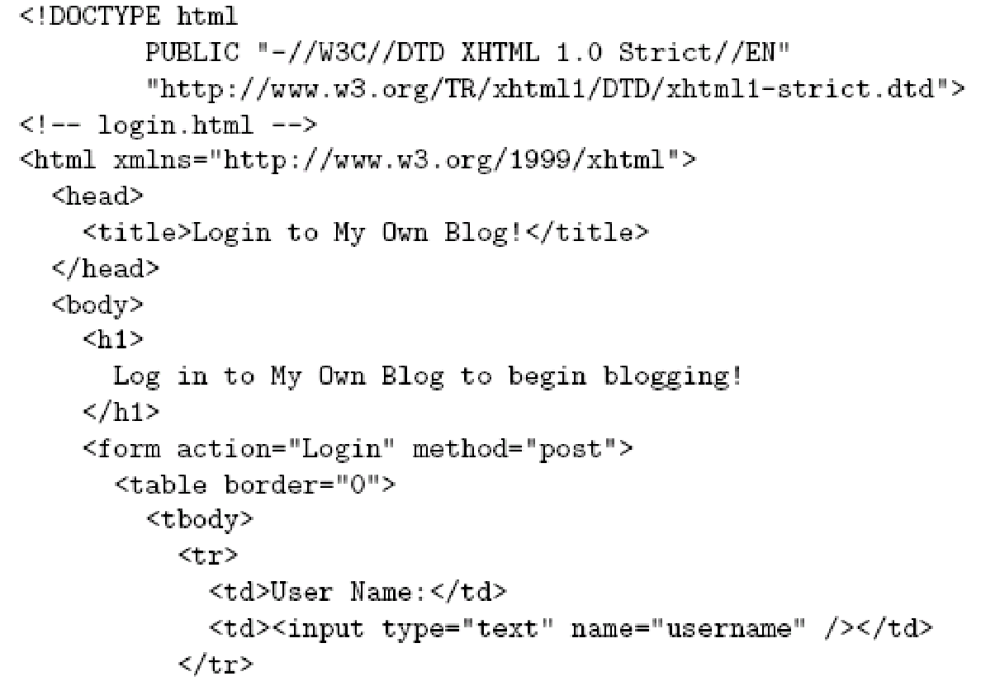 <!DOCTYPE html
        PUBLIC "-//W3C//DTD XHTML 1.0 Strict//EN"
        "http://www.w3.org/TR/xhtml1/DTD/xhtml1-strict.dtd">
<!-- login.html -->
<html xmlns="http://www.w3.org/1999/xhtml">
  <head>
    <title>Login to My Own Blog!</title>
  </head>
  <body>
    <h1>
      Log in to My Own Blog to begin blogging!
    </h1>
    <form action="Login" method="post">
      <table border="0">
        <tbody>
          <tr>
            <td>User Name:</td>
            <td><input type="text" name="username" /></td>
          </tr>